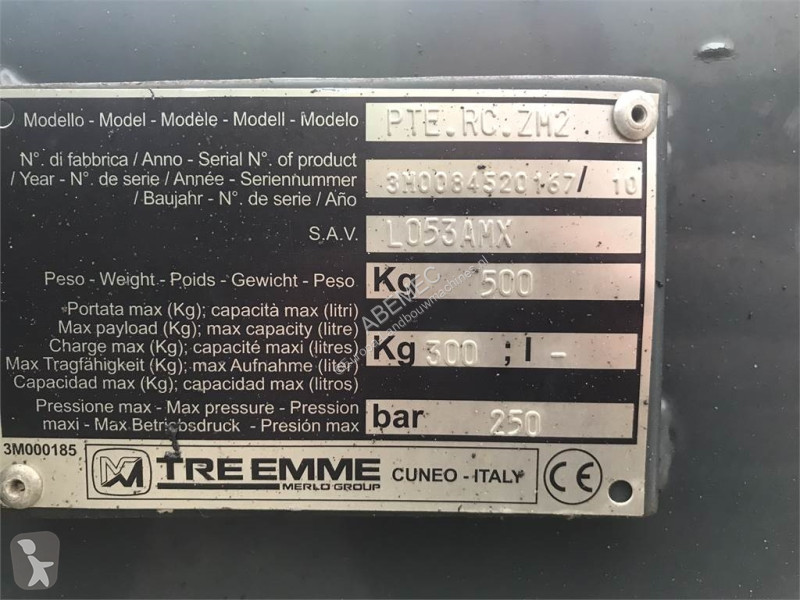 Modello - Model - Modèle - Modell - Modelo PTE.RC.ZM2
N°. di fabbrica / Anno - Serial N°. of product
/ Year - N°. de serie / Année - Seriennummer 3M0084520167/ 10
/ Baujahr - N°. de serie / Año
S.A.V. L053AMX
Peso - Weight - Poids - Gewicht - Peso Kg 500
Portata max (Kg); capacità max (litri)
Max payload (Kg); max capacity (litre)
Charge max (Kg); capacité maxi (litres) Kg 300 ; l -
Max Tragfähigkeit (Kg); max Aufnahme (liter)
Capacidad max (Kg); capacidad max (litros)
Pressione max - Max pressure - Pression
maxi - Max Betriebsdruck - Presión max bar 250
3M000185
TRE EMME CUNEO - ITALY CE
MERLO GROUP
ABEMEC